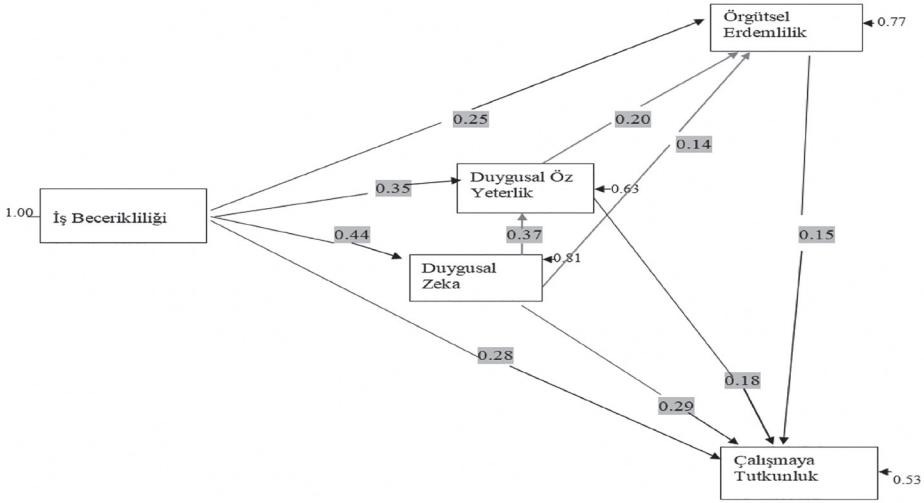 Örgütsel
Erdemlilik
0.77
0.25
0.20
0.14
Duygusal Öz
Yeterlik
0.63
0.35
1.00
İş Becerikliliği
0.44
0.37
0.15
Duygusal
Zeka
0.81
0.28
0.18
0.29
Çalışmaya
Tutkunluk
0.53